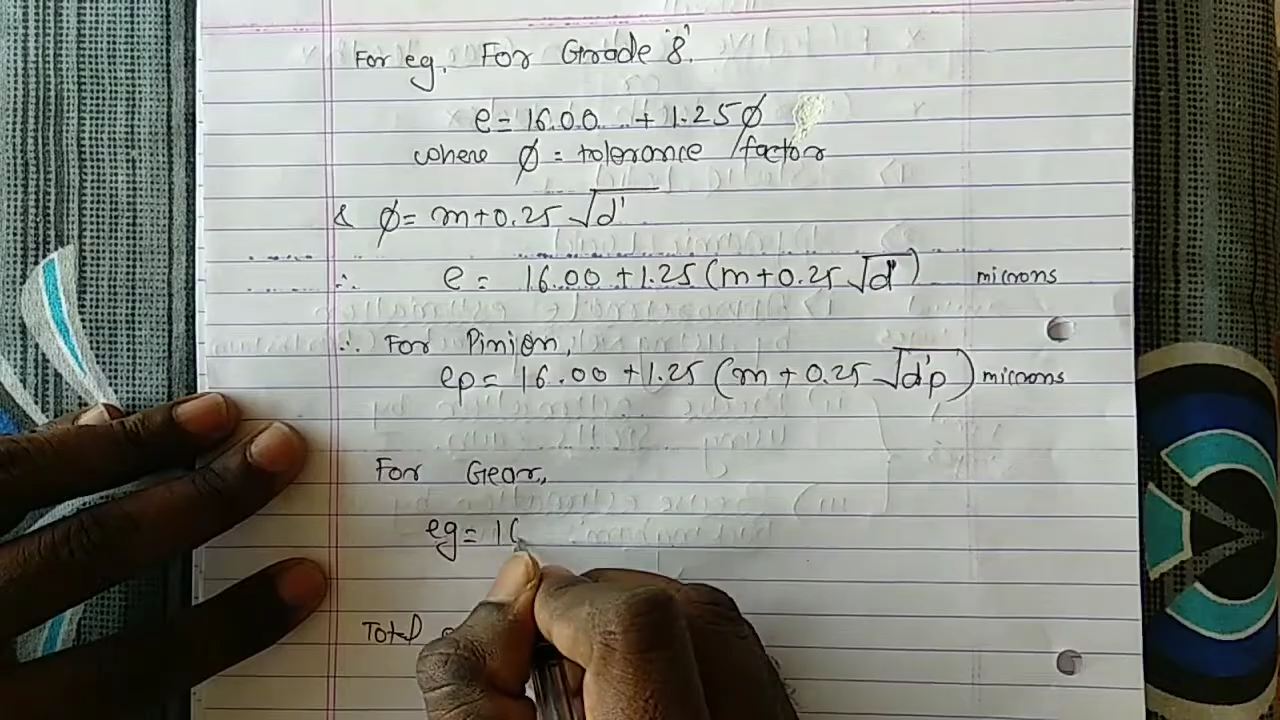 For eg. For Grade '8'.
e = 16.00 + 1.25 ϕ
where ϕ = tolerance factor
& ϕ = m + 0.25 √d'
∴ e = 16.00 + 1.25 (m + 0.25 √d') microns
∴ For Pinion,
ep = 16.00 + 1.25 (m + 0.25 √d'p) microns
For Gear,
eg = 16
Total